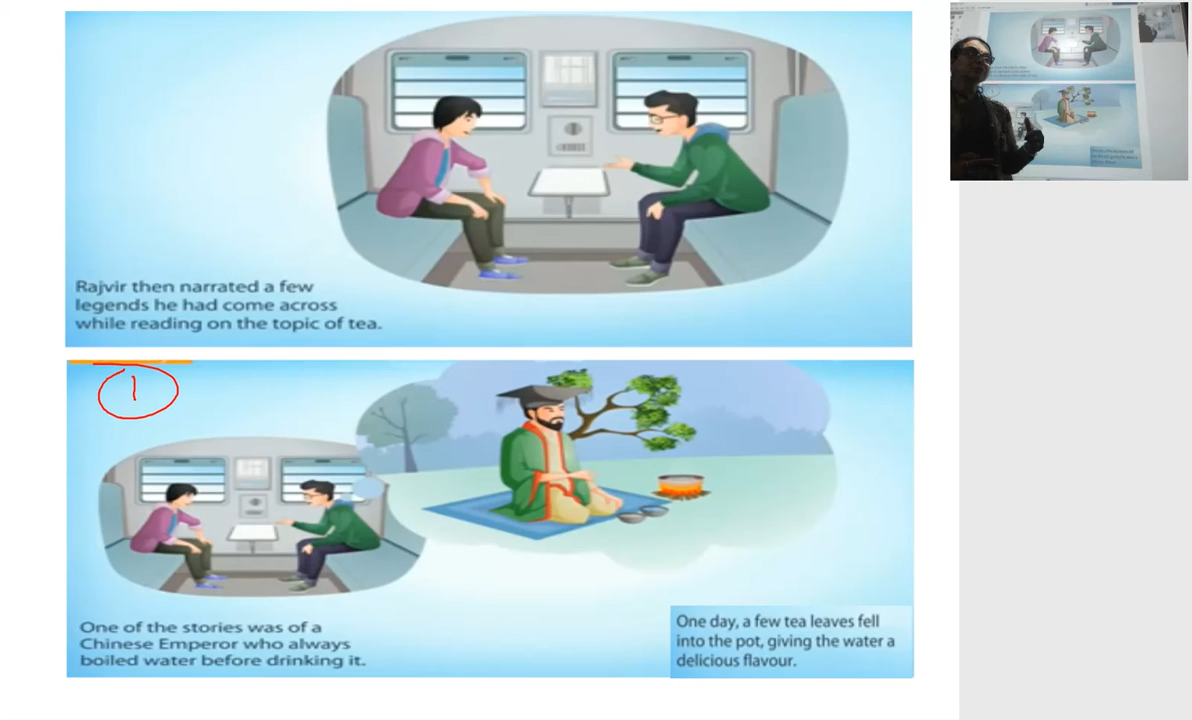 Rajvir then narrated a few
legends he had come across
while reading on the topic of tea.
1
One of the stories was of a
Chinese Emperor who always
boiled water before drinking it.
One day, a few tea leaves fell
into the pot, giving the water a
delicious flavour.